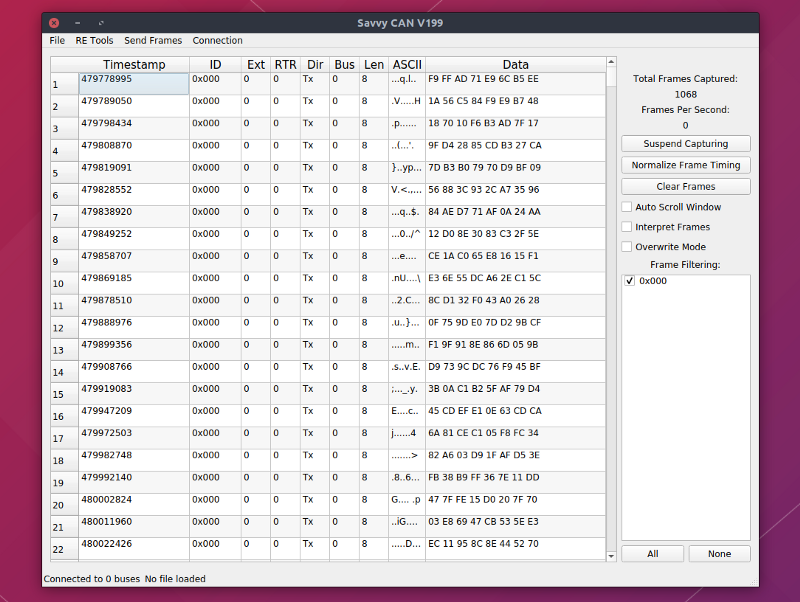 Savvy CAN V199
File RE Tools Send Frames Connection
Timestamp ID Ext RTR Dir Bus Len ASCII Data
1 479778995 0x000 0 0 Tx 0 8 ...q.l.. F9 FF AD 71 E9 6C B5 EE
2 479789050 0x000 0 0 Tx 0 8 .V.....H 1A 56 C5 84 F9 E9 B7 48
3 479798434 0x000 0 0 Tx 0 8 .p...... 18 70 10 F6 B3 AD 7F 17
4 479808870 0x000 0 0 Tx 0 8 ..(...'. 9F D4 28 85 CD B3 27 CA
5 479819091 0x000 0 0 Tx 0 8 }..yp... 7D B3 B0 79 70 D9 BF 09
6 479828552 0x000 0 0 Tx 0 8 V.<.,... 56 88 3C 93 2C A7 35 96
7 479838920 0x000 0 0 Tx 0 8 ...q..$. 84 AE D7 71 AF 0A 24 AA
8 479849252 0x000 0 0 Tx 0 8 ...0../^ 12 D0 8E 30 83 C3 2F 5E
9 479858707 0x000 0 0 Tx 0 8 ...e.... CE 1A C0 65 E8 16 15 F1
10 479869185 0x000 0 0 Tx 0 8 .nU....\ E3 6E 55 DC A6 2E C1 5C
11 479878510 0x000 0 0 Tx 0 8 ..2.C... 8C D1 32 F0 43 A0 26 28
12 479888976 0x000 0 0 Tx 0 8 .u..}... 0F 75 9D E0 7D D2 9B CF
13 479899356 0x000 0 0 Tx 0 8 .....m.. F1 9F 91 8E 86 6D 05 9B
14 479908766 0x000 0 0 Tx 0 8 .s..v.E. D9 73 9C DC 76 F9 45 BF
15 479919083 0x000 0 0 Tx 0 8 ;..._.y. 3B 0A C1 B2 5F AF 79 D4
16 479947209 0x000 0 0 Tx 0 8 E....c.. 45 CD EF E1 0E 63 CD CA
17 479972503 0x000 0 0 Tx 0 8 j......4 6A 81 CE C1 05 F8 FC 34
18 479982748 0x000 0 0 Tx 0 8 .......> 82 A6 03 D9 1F AF D5 3E
19 479992140 0x000 0 0 Tx 0 8 .8..6... FB 38 B9 FF 36 7E 11 DD
20 480002824 0x000 0 0 Tx 0 8 G.... .p 47 7F FE 15 D0 20 7F 70
21 480011960 0x000 0 0 Tx 0 8 ..iG.... 03 E8 69 47 CB 53 5E E3
22 480022426 0x000 0 0 Tx 0 8 .....D... EC 11 95 8C 8E 44 52 70
Total Frames Captured:
1068
Frames Per Second:
0
Suspend Capturing
Normalize Frame Timing
Clear Frames
Auto Scroll Window
Interpret Frames
Overwrite Mode
Frame Filtering:
0x000
All None
Connected to 0 buses No file loaded